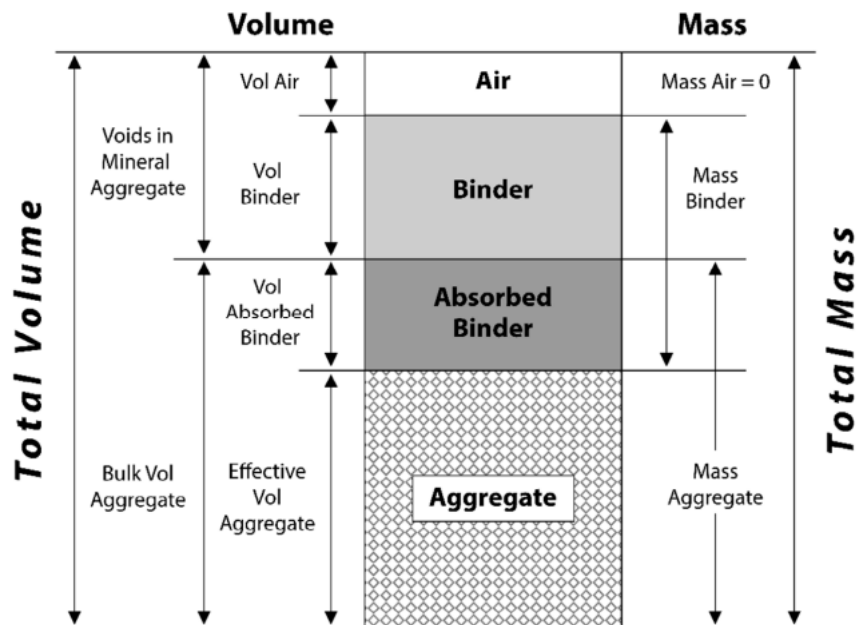 Volume
Mass
Vol Air
Air
Mass Air = 0
Voids in
Mineral
Aggregate
Vol
Binder
Binder
Mass
Binder
Vol
Absorbed
Binder
Absorbed
Binder
Total Volume
Total Mass
Bulk Vol
Aggregate
Effective
Vol
Aggregate
Aggregate
Mass
Aggregate